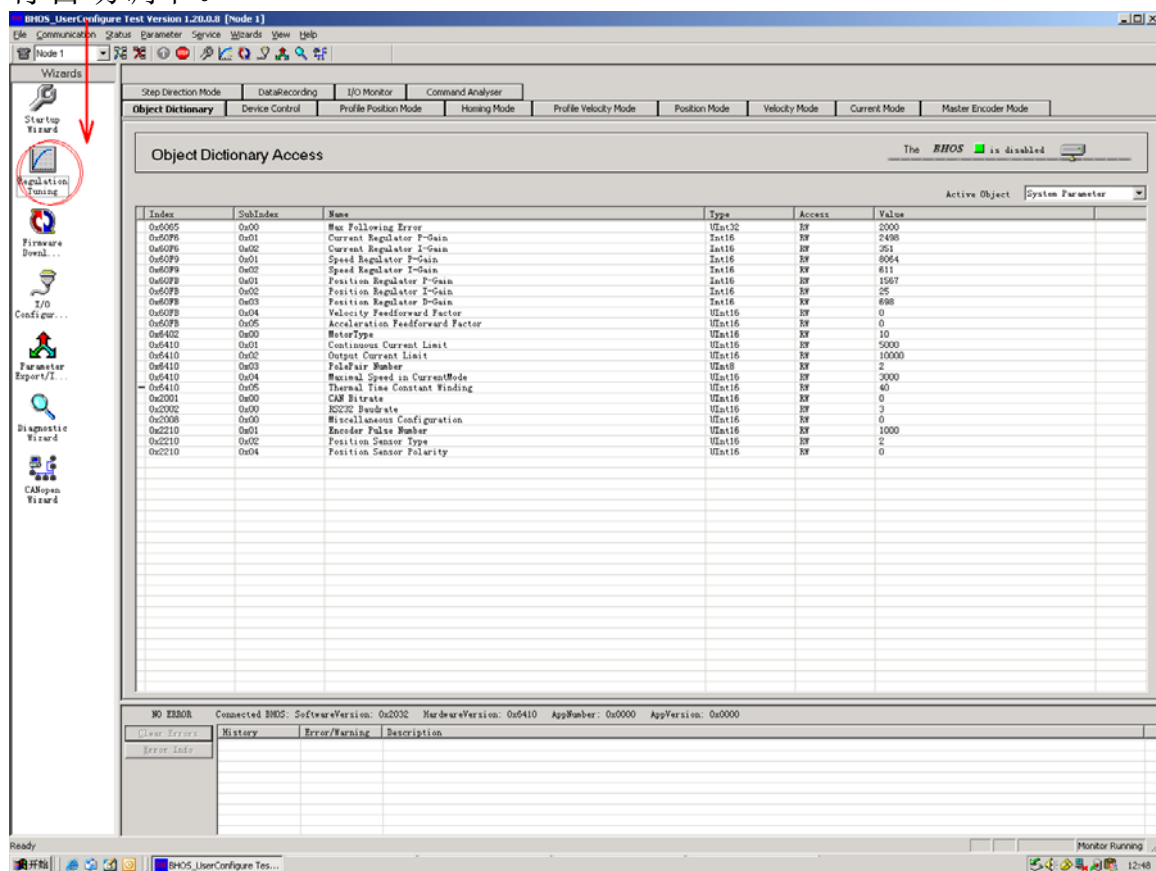 BHOS_UserConfigure Test Version 1.20.0.8 [Node 1]
File Communication Status Parameter Service Wizards View Help
Node 1
Wizards
Startup Wizard
Regulation Tuning
Firmware Downl...
I/O Configur...
Parameter Export/I...
Diagnostic Wizard
CANopen Wizard
Step Direction Mode DataRecording I/O Monitor Command Analyser
Object Dictionary Device Control Profile Position Mode Homing Mode Profile Velocity Mode Position Mode Velocity Mode Current Mode Master Encoder Mode
Object Dictionary Access
The BHOS is disabled
Active Object System Parameter
Index SubIndex Name Type Access Value
0x6065 0x00 Max Following Error UInt32 RW 2000
0x60F6 0x01 Current Regulator P-Gain Int16 RW 2498
0x60F6 0x02 Current Regulator I-Gain Int16 RW 351
0x60F9 0x01 Speed Regulator P-Gain Int16 RW 8064
0x60F9 0x02 Speed Regulator I-Gain Int16 RW 611
0x60FB 0x01 Position Regulator P-Gain Int16 RW 1567
0x60FB 0x02 Position Regulator I-Gain Int16 RW 25
0x60FB 0x03 Position Regulator D-Gain Int16 RW 698
0x60FB 0x04 Velocity Feedforward Factor UInt16 RW 0
0x60FB 0x05 Acceleration Feedforward Factor UInt16 RW 0
0x6402 0x00 MotorType UInt16 RW 10
0x6410 0x01 Continuous Current Limit UInt16 RW 5000
0x6410 0x02 Output Current Limit UInt16 RW 10000
0x6410 0x03 PolePair Number UInt8 RW 2
0x6410 0x04 Maximal Speed in CurrentMode UInt16 RW 3000
0x6410 0x05 Thermal Time Constant Winding UInt16 RW 40
0x2001 0x00 CAN Bitrate UInt16 RW 0
0x2002 0x00 RS232 Baudrate UInt16 RW 3
0x2008 0x00 Miscellaneous Configuration UInt16 RW 0
0x2210 0x01 Encoder Pulse Number UInt16 RW 1000
0x2210 0x02 Position Sensor Type UInt16 RW 2
0x2210 0x04 Position Sensor Polarity UInt16 RW 0
NO ERROR Connected BHOS: SoftwareVersion: 0x2032 HardwareVersion: 0x6410 AppNumber: 0x0000 AppVersion: 0x0000
Clear Errors History Error/Warning Description
Error Info
Ready Monitor Running
开始 BHOS_UserConfigure Tes... 12:48